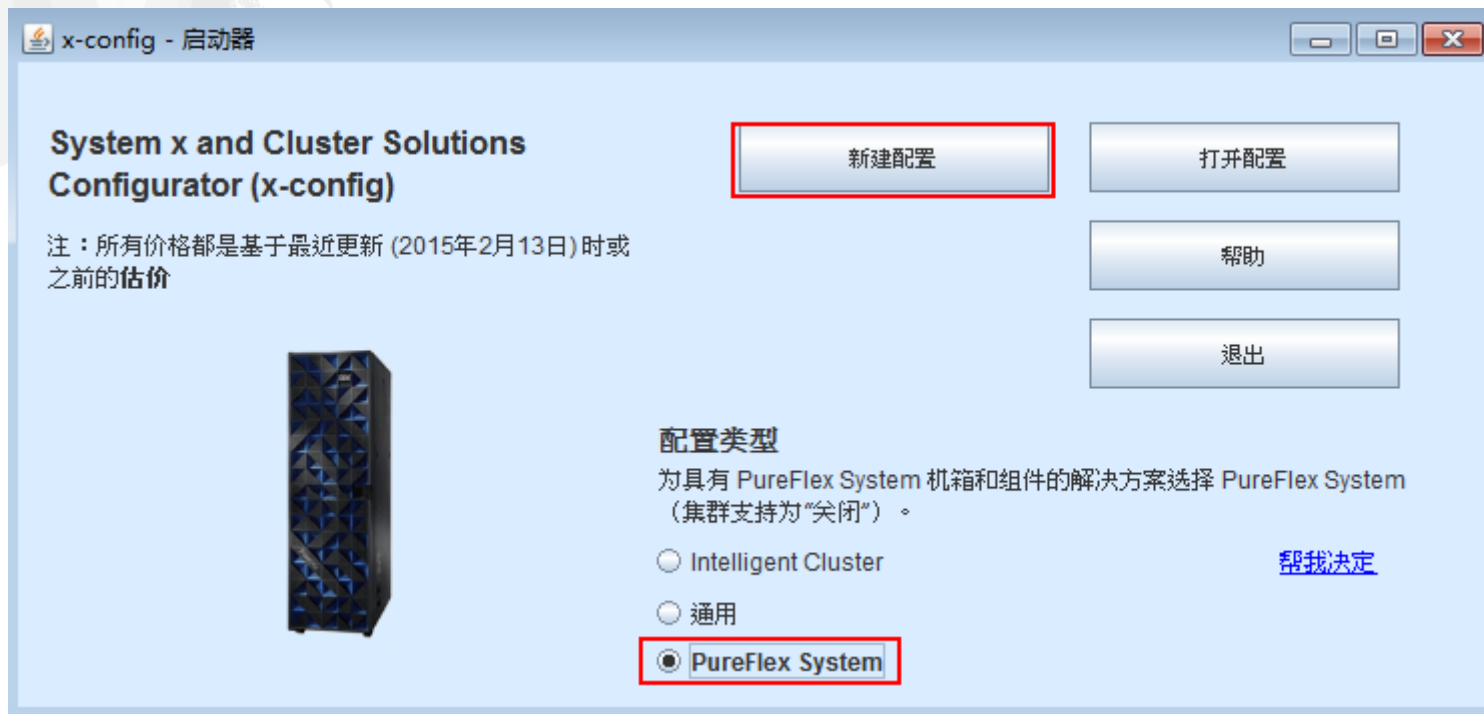 x-config - 启动器
System x and Cluster Solutions
Configurator (x-config)
新建配置
打开配置
注：所有价格都是基于最近更新 (2015年2月13日) 时或
之前的估价
帮助
退出
配置类型
为具有 PureFlex System 机箱和组件的解决方案选择 PureFlex System
（集群支持为“关闭”）。
Intelligent Cluster
帮我决定
通用
PureFlex System